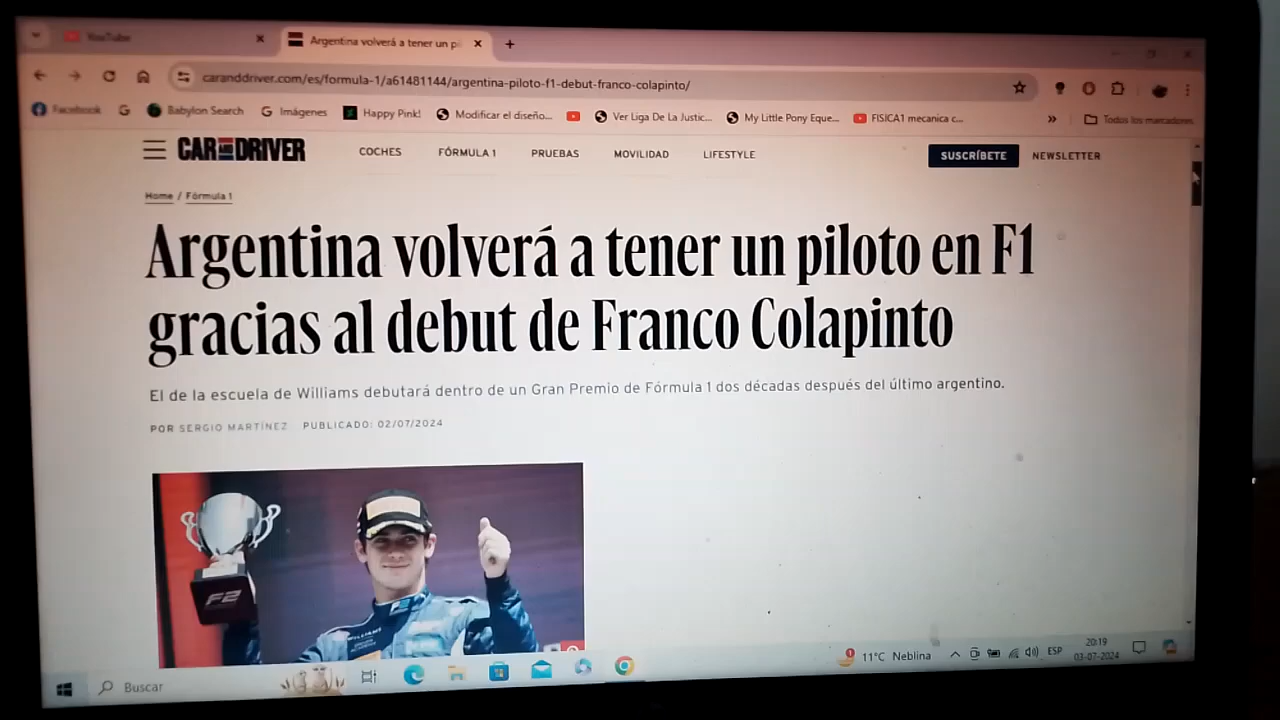 YouTube
Argentina volverá a tener un pi
caranddriver.com/es/formula-1/a61481144/argentina-piloto-f1-debut-franco-colapinto/
Facebook
Babylon Search
Imágenes
Happy Pink!
Modificar el diseño...
Ver Liga De La Justic...
My Little Pony Eque...
FISICA1 mecanica c...
Todos los marcadores
CAR AND DRIVER
COCHES
FÓRMULA 1
PRUEBAS
MOVILIDAD
LIFESTYLE
SUSCRÍBETE
NEWSLETTER
Home / Fórmula 1
Argentina volverá a tener un piloto en F1
gracias al debut de Franco Colapinto
El de la escuela de Williams debutará dentro de un Gran Premio de Fórmula 1 dos décadas después del último argentino.
POR SERGIO MARTÍNEZ PUBLICADO: 02/07/2024
F2
WILLIAMS
Buscar
11°C Neblina
ESP
20:19
03-07-2024